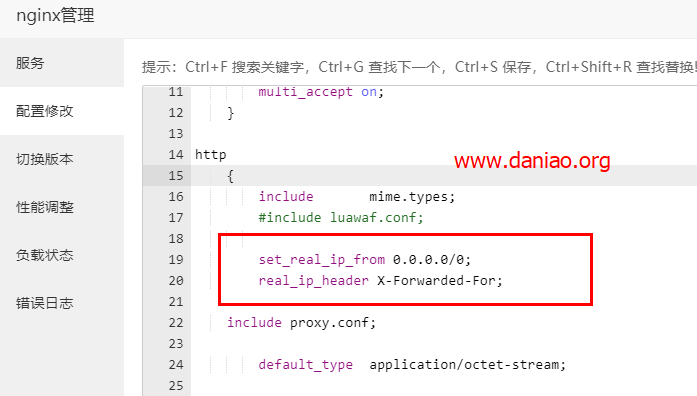 nginx管理
服务
配置修改
切换版本
性能调整
负载状态
错误日志
提示：Ctrl+F 搜索关键字，Ctrl+G 查找下一个，Ctrl+S 保存，Ctrl+Shift+R 查找替换!
11 multi_accept on;
12 }
13
14 http
www.daniao.org
15 {
16 include mime.types;
17 #include luawaf.conf;
18
19 set_real_ip_from 0.0.0.0/0;
20 real_ip_header X-Forwarded-For;
21
22 include proxy.conf;
23
24 default_type application/octet-stream;
25